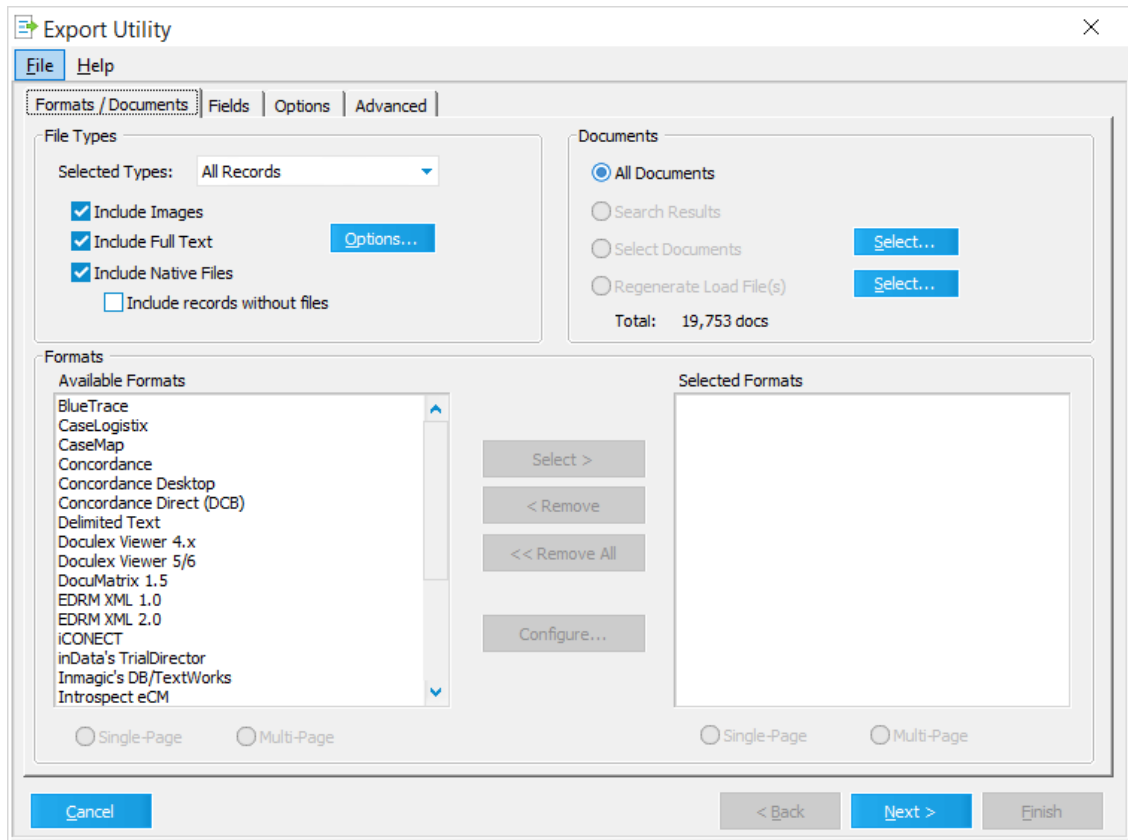 Export Utility
File Help
Formats / Documents Fields Options Advanced
File Types
Selected Types: All Records
Include Images
Include Full Text
Options...
Include Native Files
Include records without files
Documents
All Documents
Search Results
Select Documents
Select...
Regenerate Load File(s)
Select...
Total: 19,753 docs
Formats
Available Formats
BlueTrace
CaseLogistix
CaseMap
Concordance
Concordance Desktop
Concordance Direct (DCB)
Delimited Text
Doculex Viewer 4.x
Doculex Viewer 5/6
DocuMatrix 1.5
EDRM XML 1.0
EDRM XML 2.0
iCONECT
inData's TrialDirector
Inmagic's DB/TextWorks
Introspect eCM
Single-Page Multi-Page
Select >
< Remove
<< Remove All
Configure...
Selected Formats
Single-Page Multi-Page
Cancel < Back Next > Finish